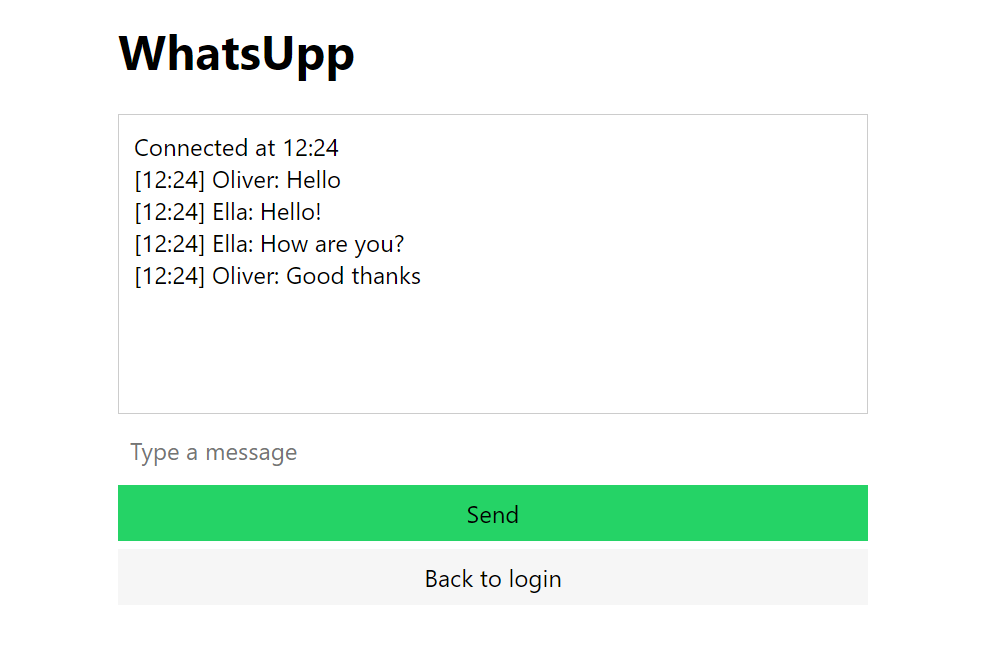 WhatsUpp
Connected at 12:24
[12:24] Oliver: Hello
[12:24] Ella: Hello!
[12:24] Ella: How are you?
[12:24] Oliver: Good thanks
Type a message
Send
Back to login